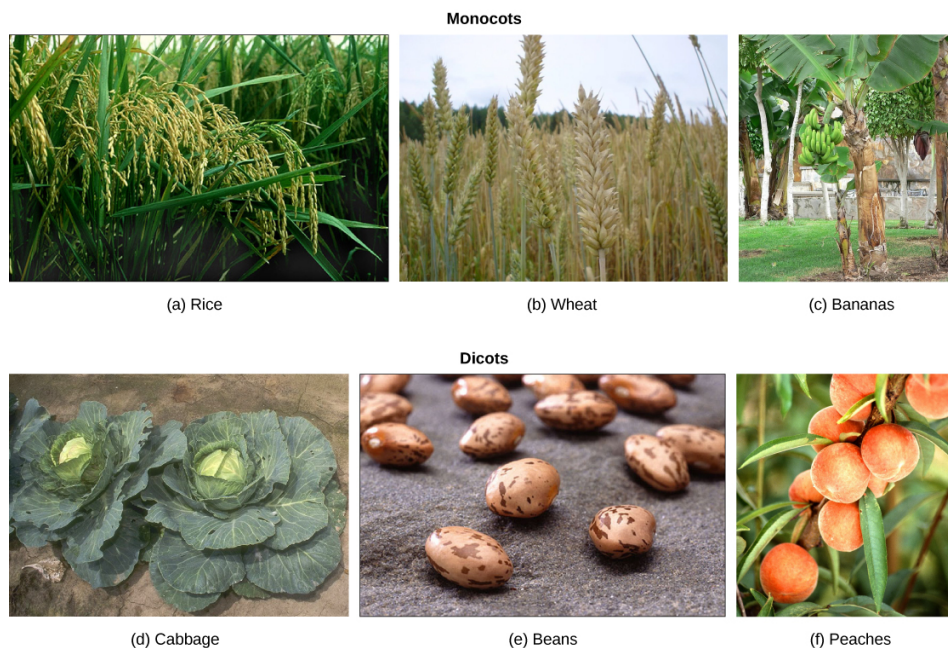 Monocots
(a) Rice
(b) Wheat
(c) Bananas
Dicots
(d) Cabbage
(e) Beans
(f) Peaches